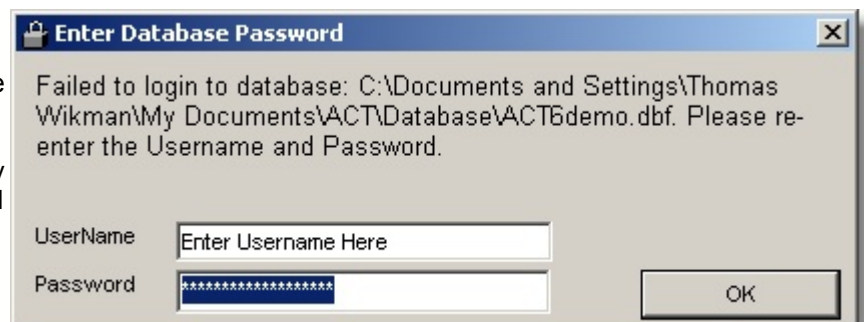 Enter Database Password
Failed to login to database: C:\Documents and Settings\Thomas
Wikman\My Documents\ACT\Database\ACT6demo.dbf. Please re-
enter the Username and Password.
UserName
Enter Username Here
Password
********************
OK